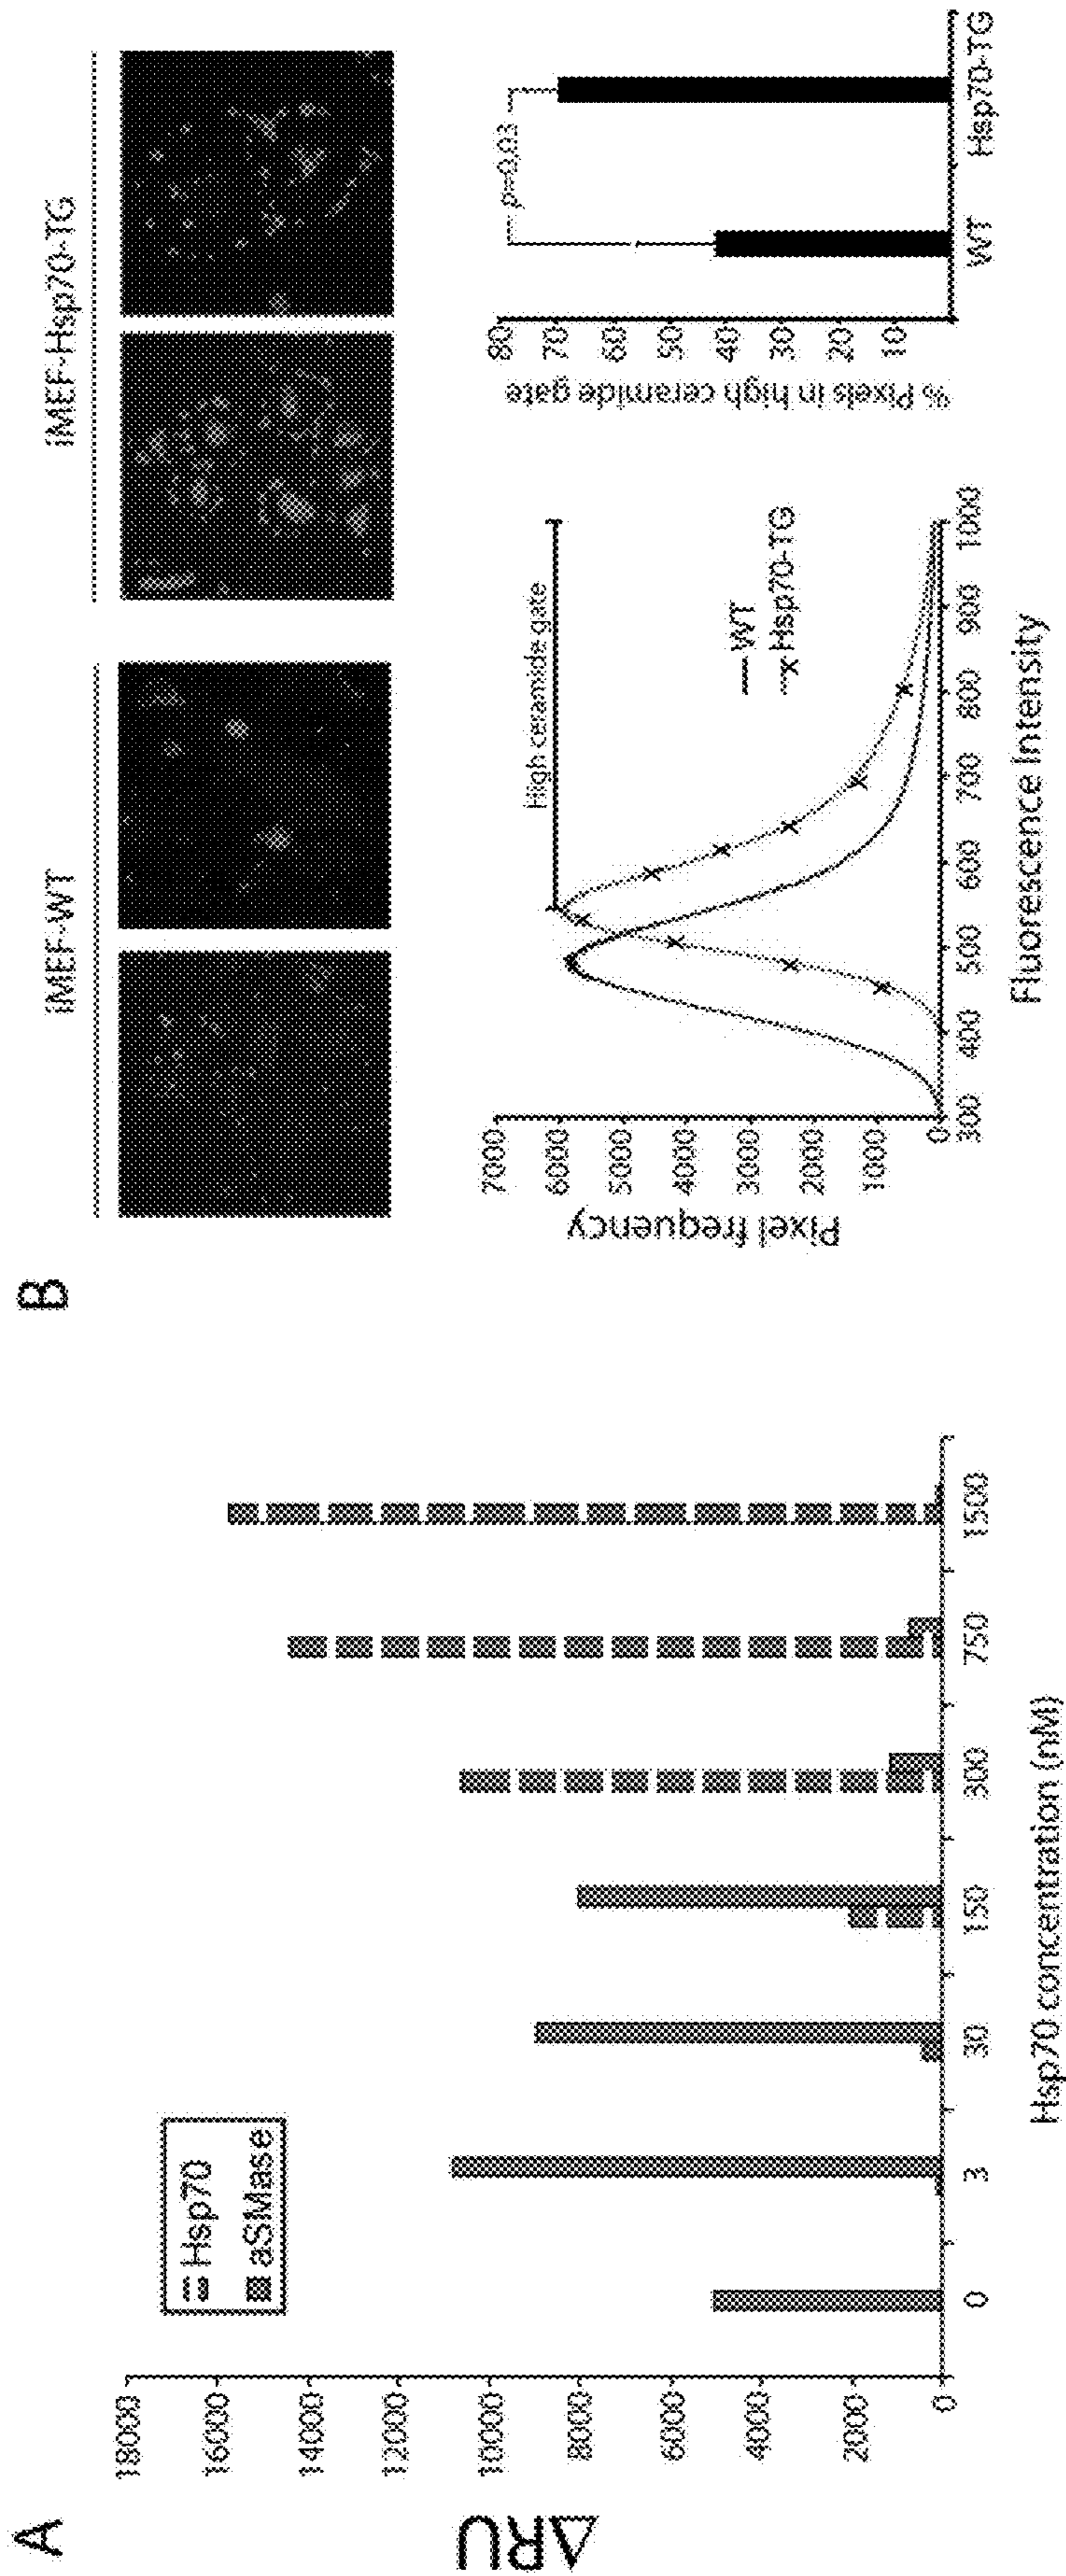 A
ΔRU
18000
16000
14000
12000
10000
8000
6000
4000
2000
0
Hsp70
aSMase
0
3
30
150
300
750
1500
Hsp70 concentration (nM)
B
iMEF-WT
iMEF-Hsp70-TG
Pixel frequency
7000
6000
5000
4000
3000
2000
1000
0
High ceramide gate
WT
Hsp70-TG
300
400
500
600
700
800
900
1000
Fluorescence Intensity
% Pixels in high ceramide gate
80
70
60
50
40
30
20
10
p=0.03
WT
Hsp70-TG